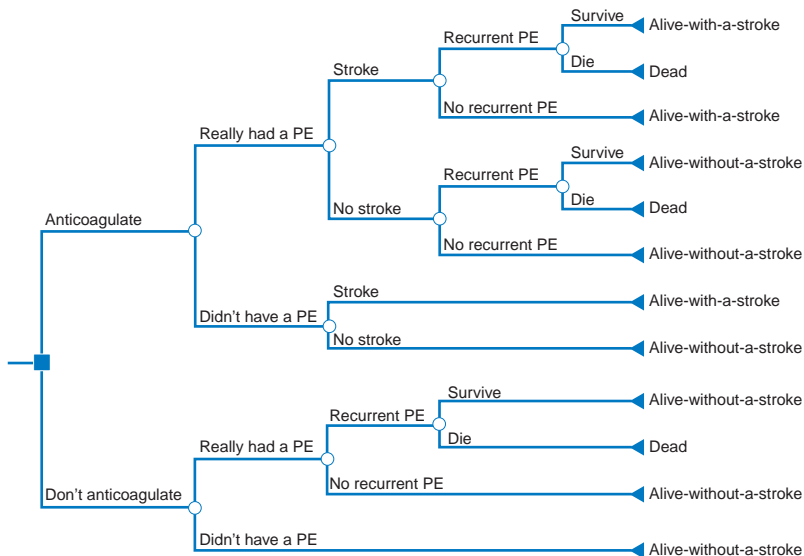 Survive
Alive-with-a-stroke
Recurrent PE
Die
Dead
Stroke
No recurrent PE
Alive-with-a-stroke
Really had a PE
Survive
Alive-without-a-stroke
Recurrent PE
Die
Dead
No stroke
No recurrent PE
Alive-without-a-stroke
Anticoagulate
Stroke
Alive-with-a-stroke
Didn’t have a PE
No stroke
Alive-without-a-stroke
Survive
Alive-without-a-stroke
Recurrent PE
Die
Dead
Really had a PE
No recurrent PE
Alive-without-a-stroke
Don’t anticoagulate
Didn’t have a PE
Alive-without-a-stroke